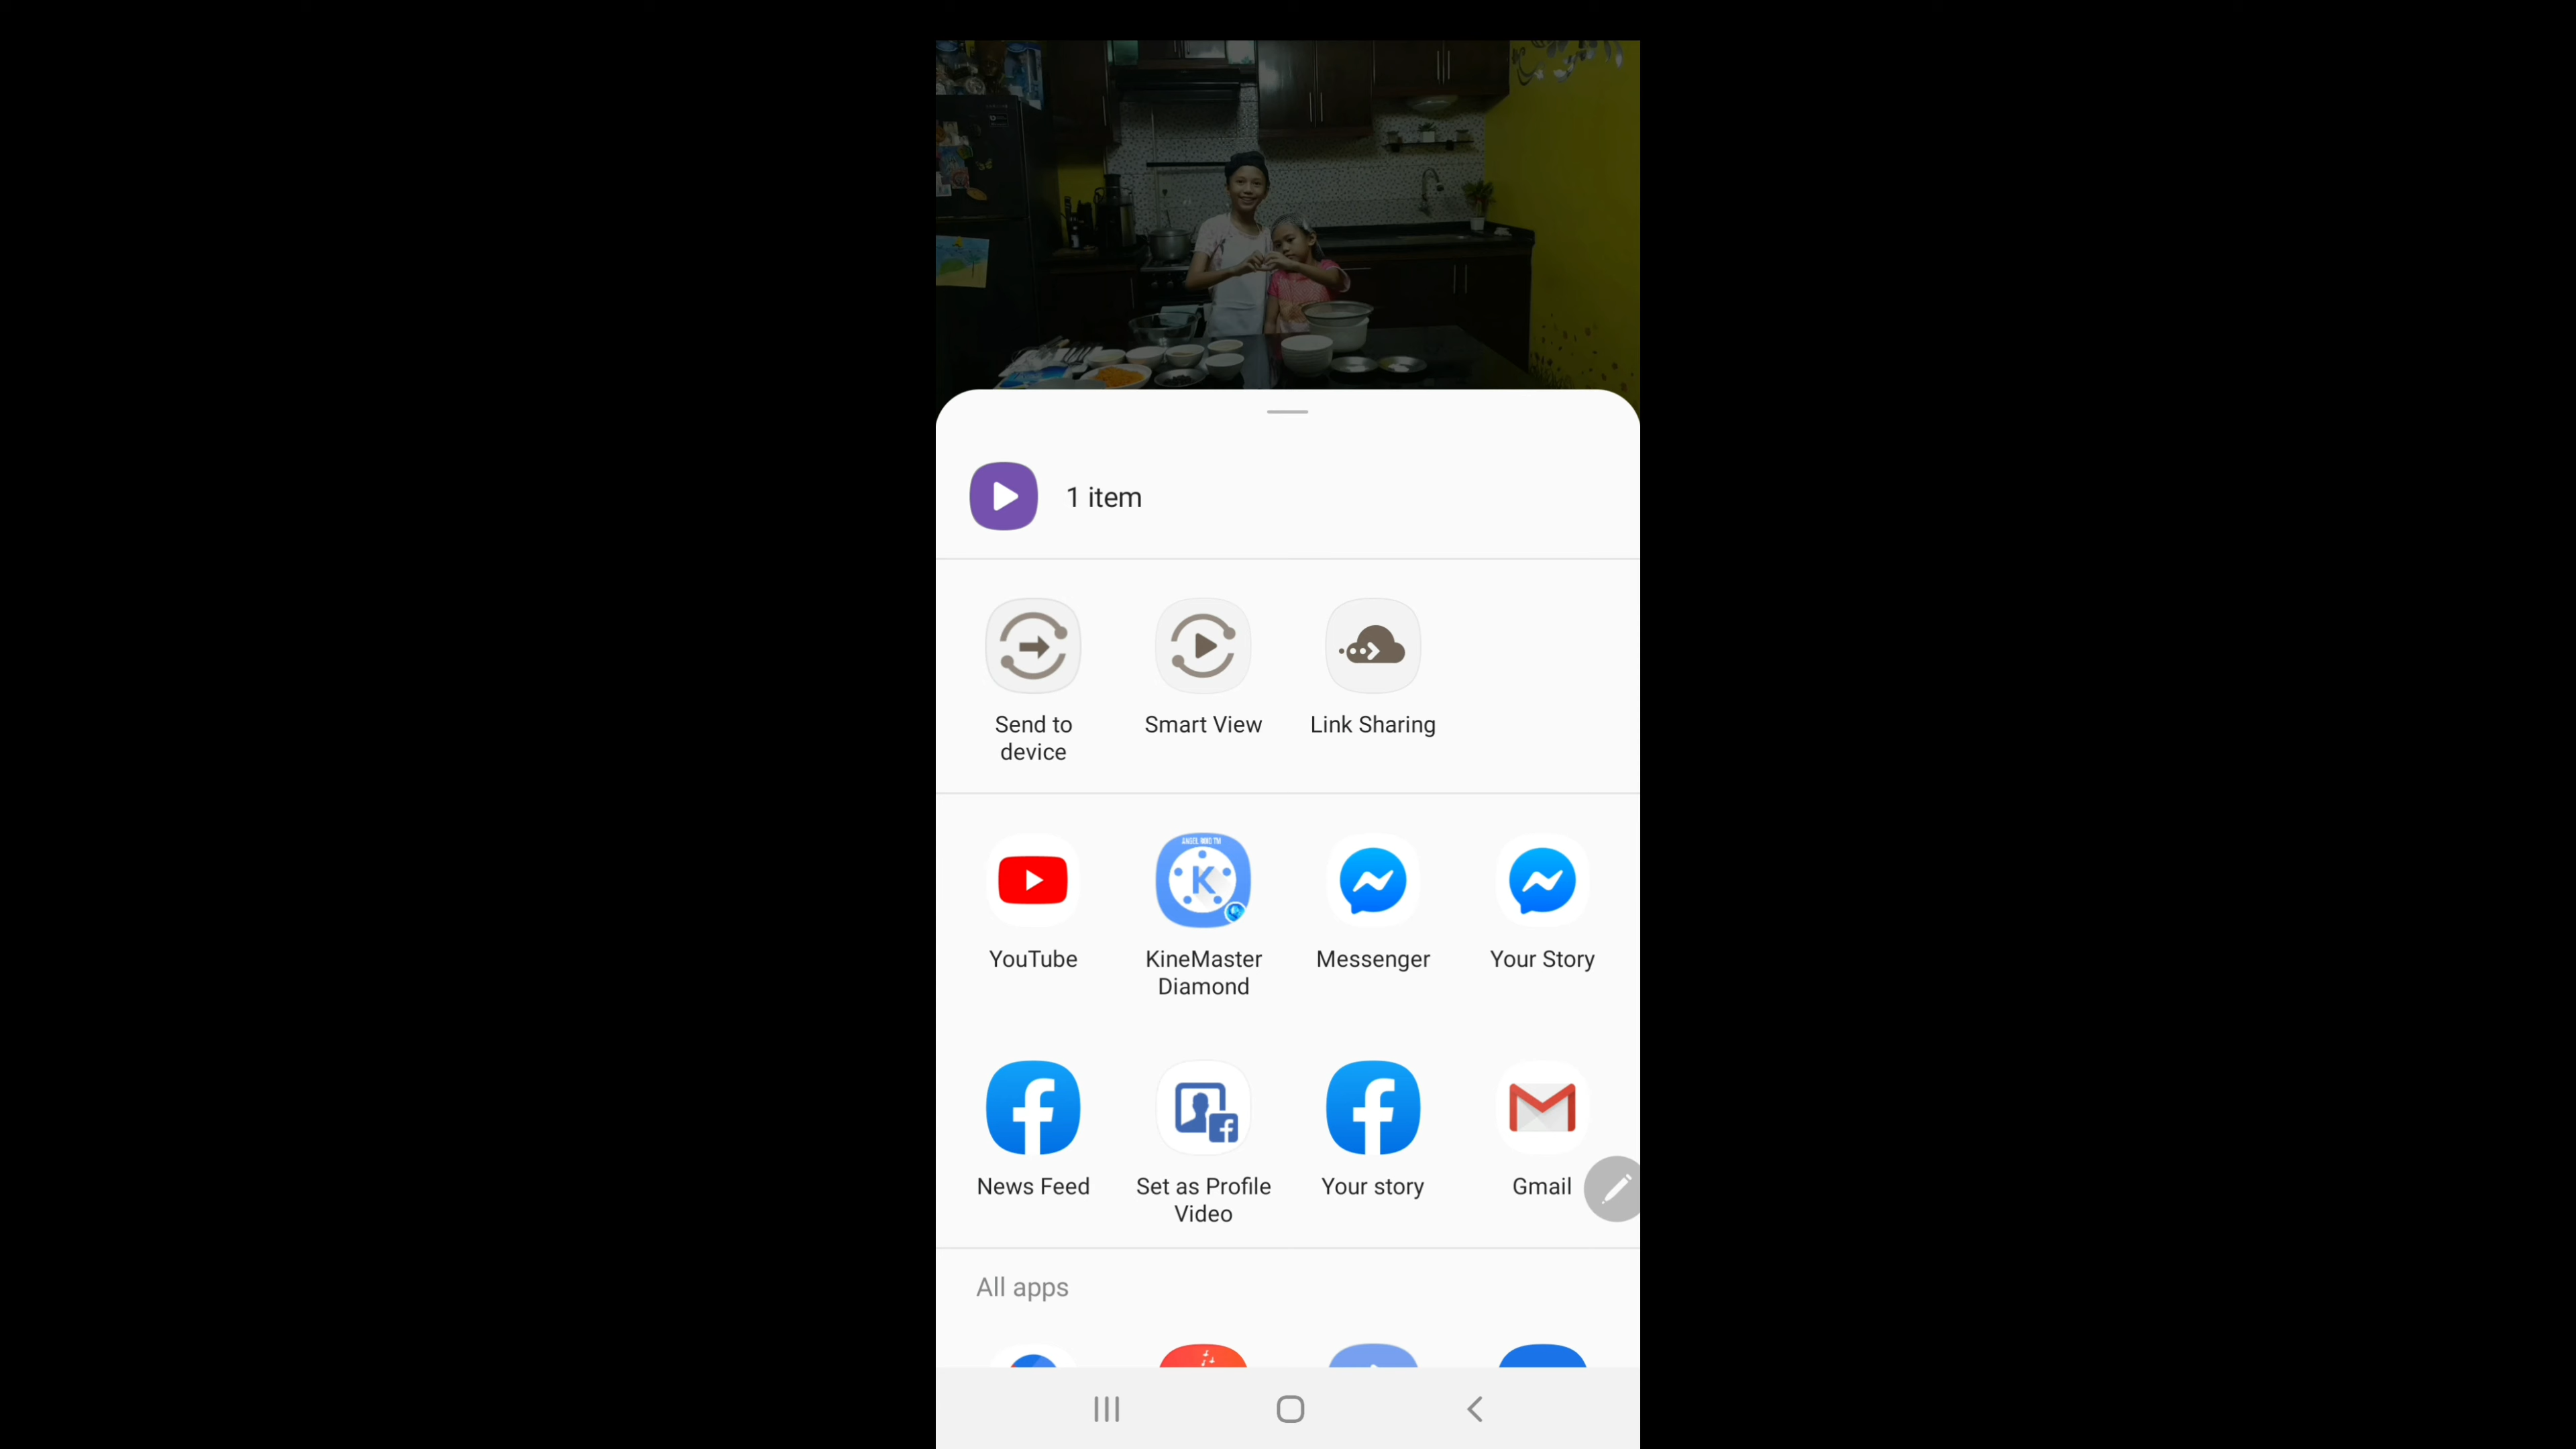 1 item
Send to
device
Smart View
Link Sharing
YouTube
KineMaster
Diamond
Messenger
Your Story
News Feed
Set as Profile
Video
Your story
Gmail
All apps